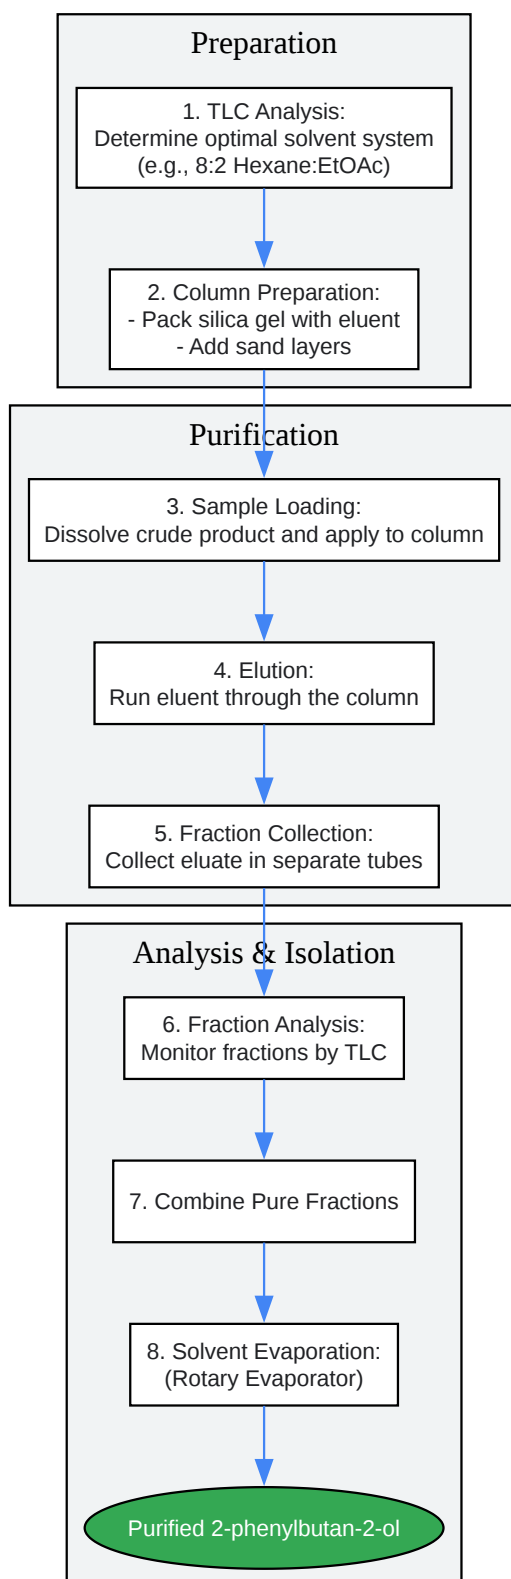 Preparation
1. TLC Analysis:
Determine optimal solvent system
(e.g., 8:2 Hexane:EtOAc)
2. Column Preparation:
- Pack silica gel with eluent
- Add sand layers
Purification
3. Sample Loading:
Dissolve crude product and apply to column
4. Elution:
Run eluent through the column
5. Fraction Collection:
Collect eluate in separate tubes
Analysis & Isolation
6. Fraction Analysis:
Monitor fractions by TLC
7. Combine Pure Fractions
8. Solvent Evaporation:
(Rotary Evaporator)
Purified 2-phenylbutan-2-ol